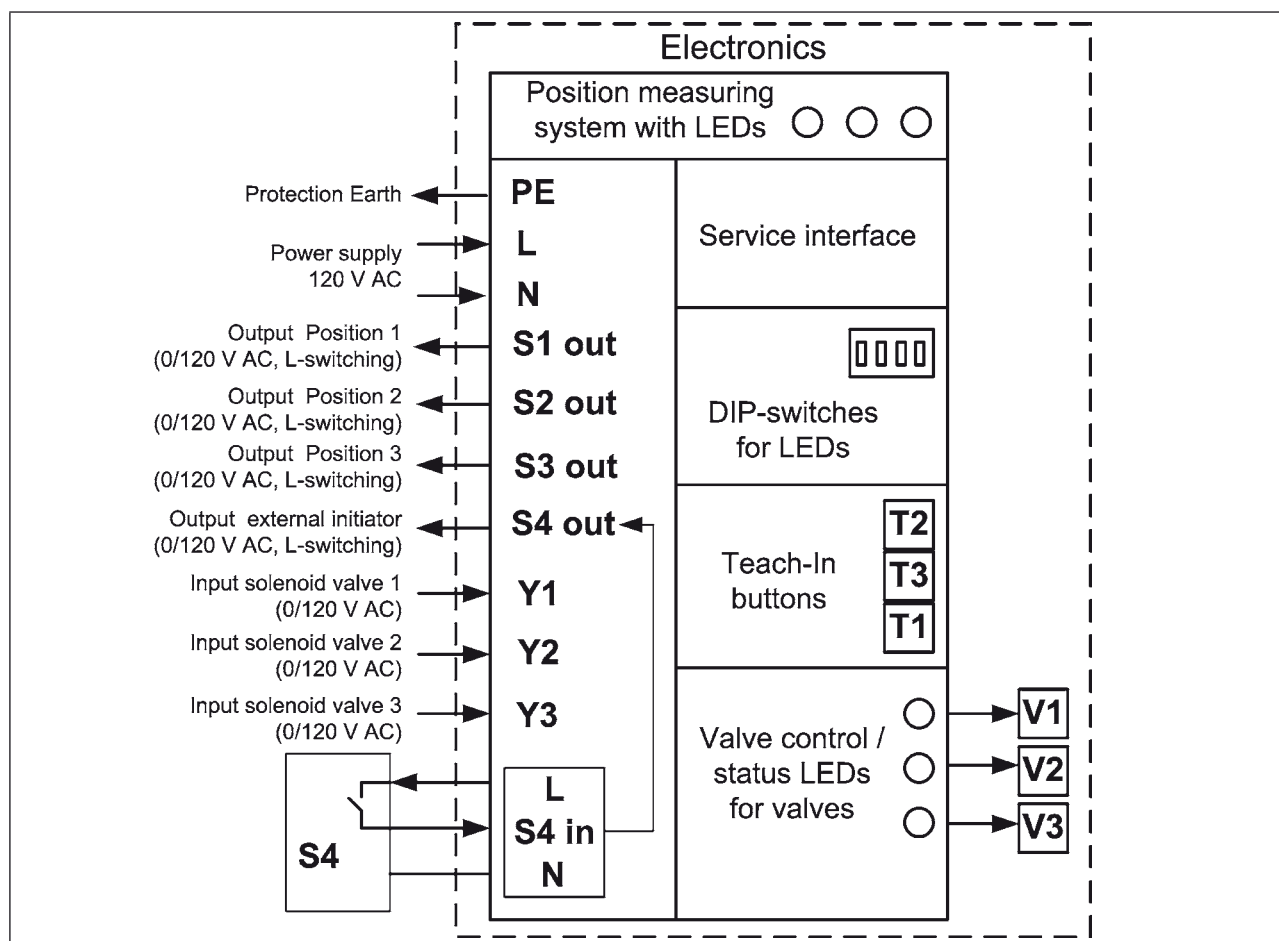 Electronics
Position measuring
system with LEDs
Protection Earth
PE
Power supply
120 V AC
L
N
Service interface
Output Position 1
(0/120 V AC, L-switching)
S1 out
Output Position 2
(0/120 V AC, L-switching)
S2 out
Output Position 3
(0/120 V AC, L-switching)
S3 out
DIP-switches
for LEDs
Output external initiator
(0/120 V AC, L-switching)
S4 out
Input solenoid valve 1
(0/120 V AC)
Y1
Input solenoid valve 2
(0/120 V AC)
Y2
Input solenoid valve 3
(0/120 V AC)
Y3
Teach-In
buttons
T2
T3
T1
S4
L
S4 in
N
Valve control /
status LEDs
for valves
V1
V2
V3